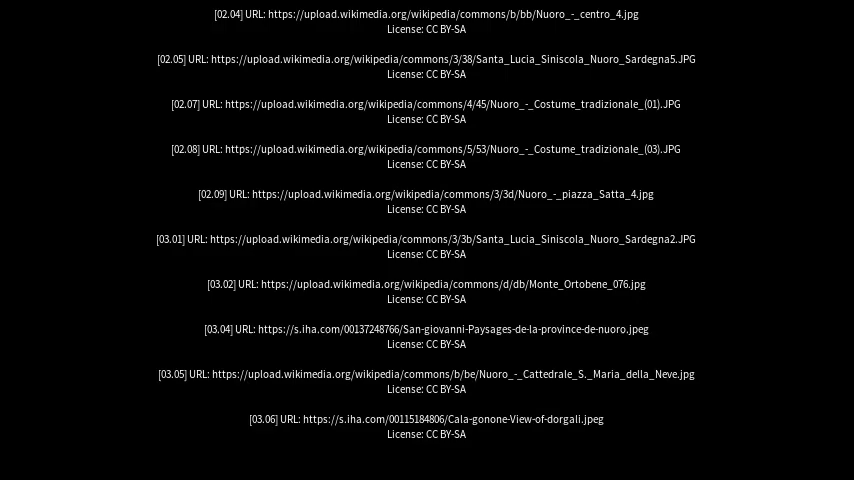 [02.04] URL: https://upload.wikimedia.org/wikipedia/commons/b/bb/Nuoro_-_centro_4.jpg
License: CC BY-SA
[02.05] URL: https://upload.wikimedia.org/wikipedia/commons/3/38/Santa_Lucia_Siniscola_Nuoro_Sardegna5.JPG
License: CC BY-SA
[02.07] URL: https://upload.wikimedia.org/wikipedia/commons/4/45/Nuoro_-_Costume_tradizionale_(01).JPG
License: CC BY-SA
[02.08] URL: https://upload.wikimedia.org/wikipedia/commons/5/53/Nuoro_-_Costume_tradizionale_(03).JPG
License: CC BY-SA
[02.09] URL: https://upload.wikimedia.org/wikipedia/commons/3/3d/Nuoro_-_piazza_Satta_4.jpg
License: CC BY-SA
[03.01] URL: https://upload.wikimedia.org/wikipedia/commons/3/3b/Santa_Lucia_Siniscola_Nuoro_Sardegna2.JPG
License: CC BY-SA
[03.02] URL: https://upload.wikimedia.org/wikipedia/commons/d/db/Monte_Ortobene_076.jpg
License: CC BY-SA
[03.04] URL: https://s.iha.com/00137248766/San-giovanni-Paysages-de-la-province-de-nuoro.jpeg
License: CC BY-SA
[03.05] URL: https://upload.wikimedia.org/wikipedia/commons/b/be/Nuoro_-_Cattedrale_S._Maria_della_Neve.jpg
License: CC BY-SA
[03.06] URL: https://s.iha.com/00115184806/Cala-gonone-View-of-dorgali.jpeg
License: CC BY-SA